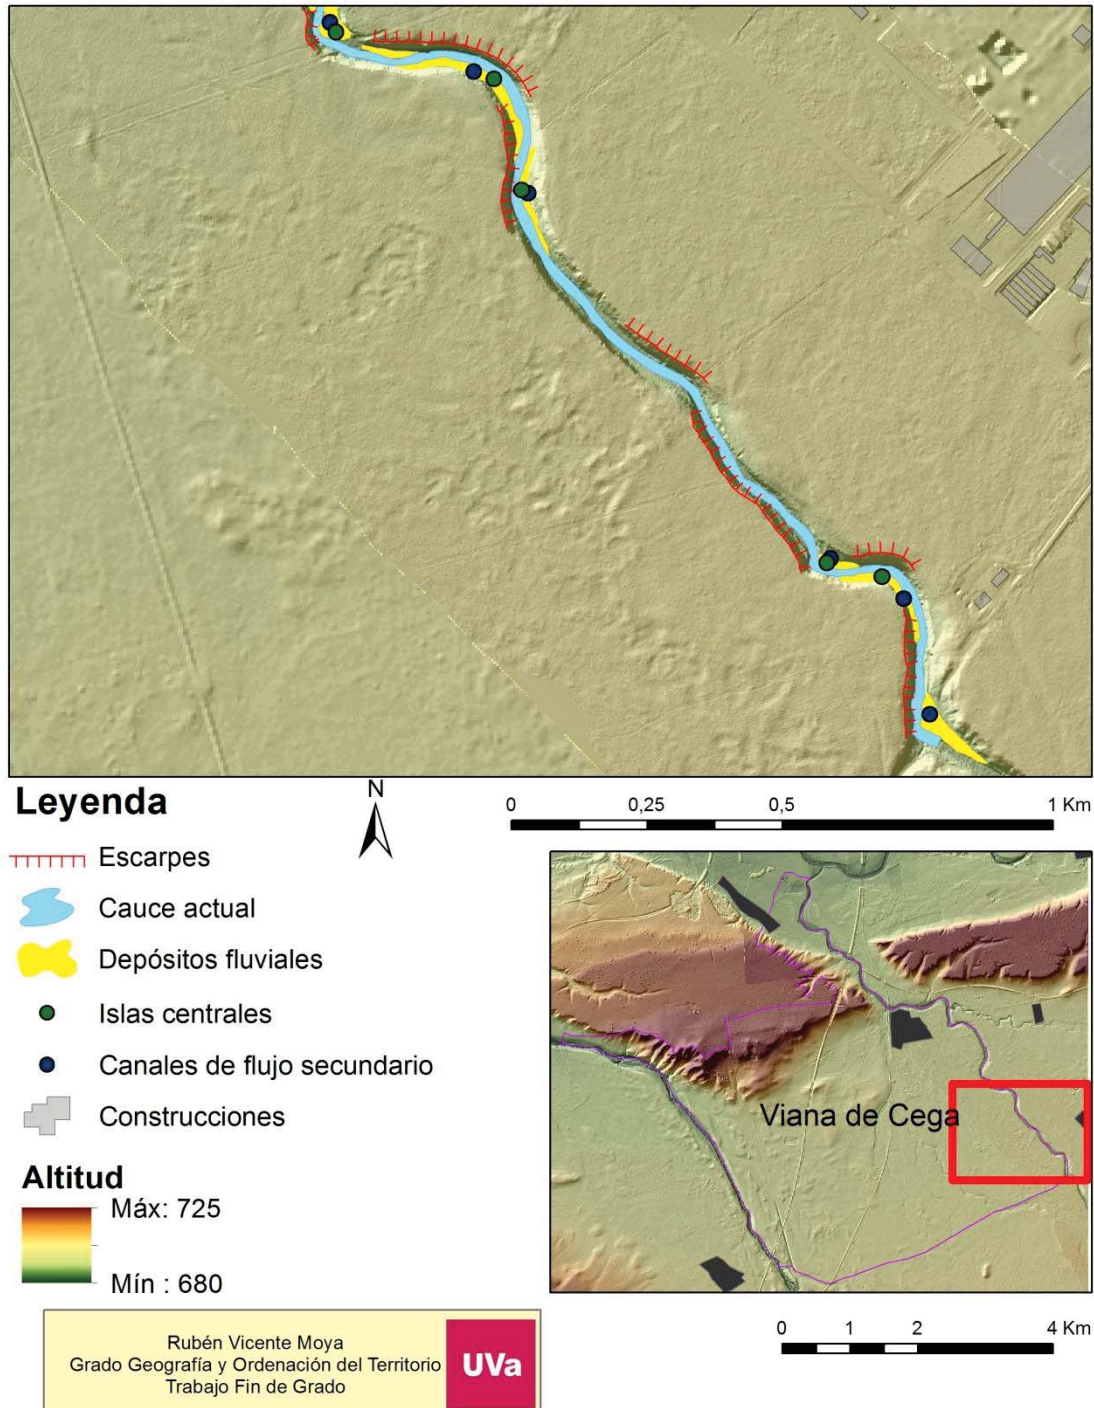 Leyenda
N
0 0,25 0,5 1 Km
Escarpes
Cauce actual
Depósitos fluviales
Islas centrales
Canales de flujo secundario
Construcciones
Altitud
Máx: 725
Mín : 680
Viana de Cega
0 1 2 4 Km
Rubén Vicente Moya
Grado Geografía y Ordenación del Territorio
Trabajo Fin de Grado
UVa